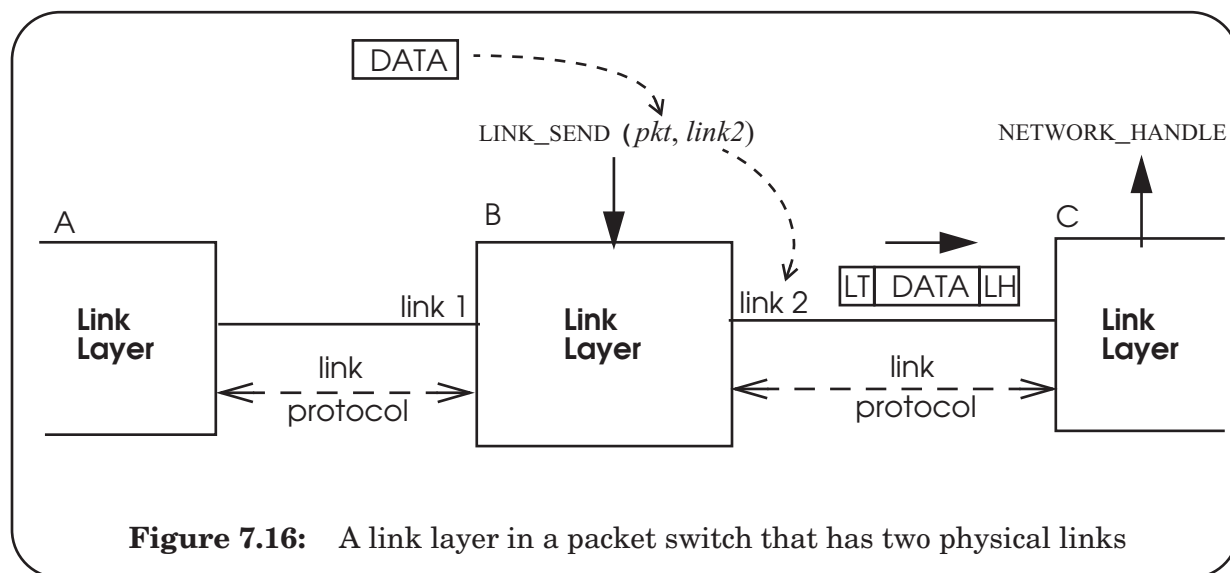 DATA
LINK_SEND (pkt, link2)
NETWORK_HANDLE
A
B
C
LT DATA LH
link 1
link 2
Link
Layer
Link
Layer
Link
Layer
link
protocol
link
protocol
Figure 7.16: A link layer in a packet switch that has two physical links